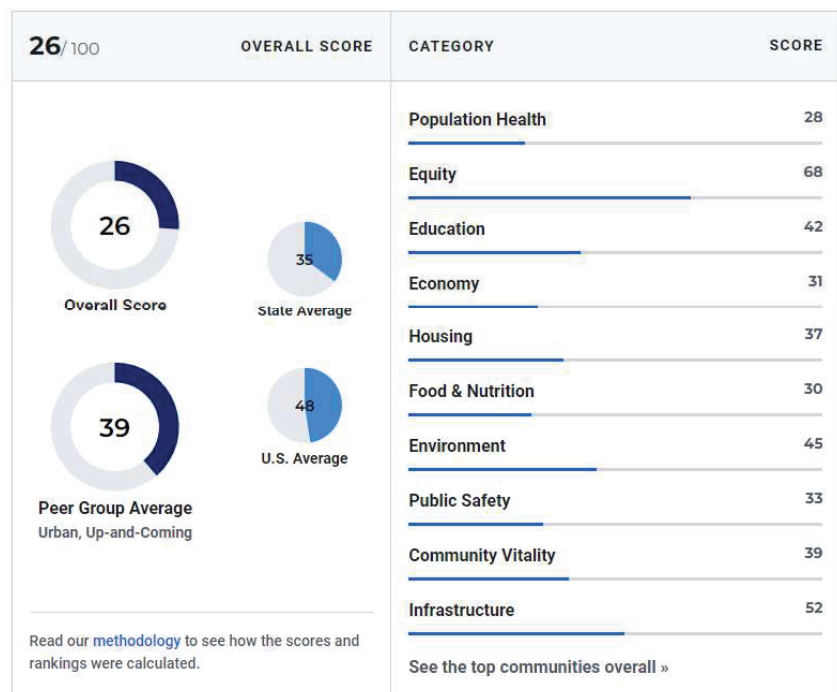 26/ 100 OVERALL SCORE
26
Overall Score
35
State Average
39
Peer Group Average
Urban, Up-and-Coming
48
U.S. Average
Read our methodology to see how the scores and
rankings were calculated.
CATEGORY SCORE
Population Health 28
Equity 68
Education 42
Economy 31
Housing 37
Food & Nutrition 30
Environment 45
Public Safety 33
Community Vitality 39
Infrastructure 52
See the top communities overall »